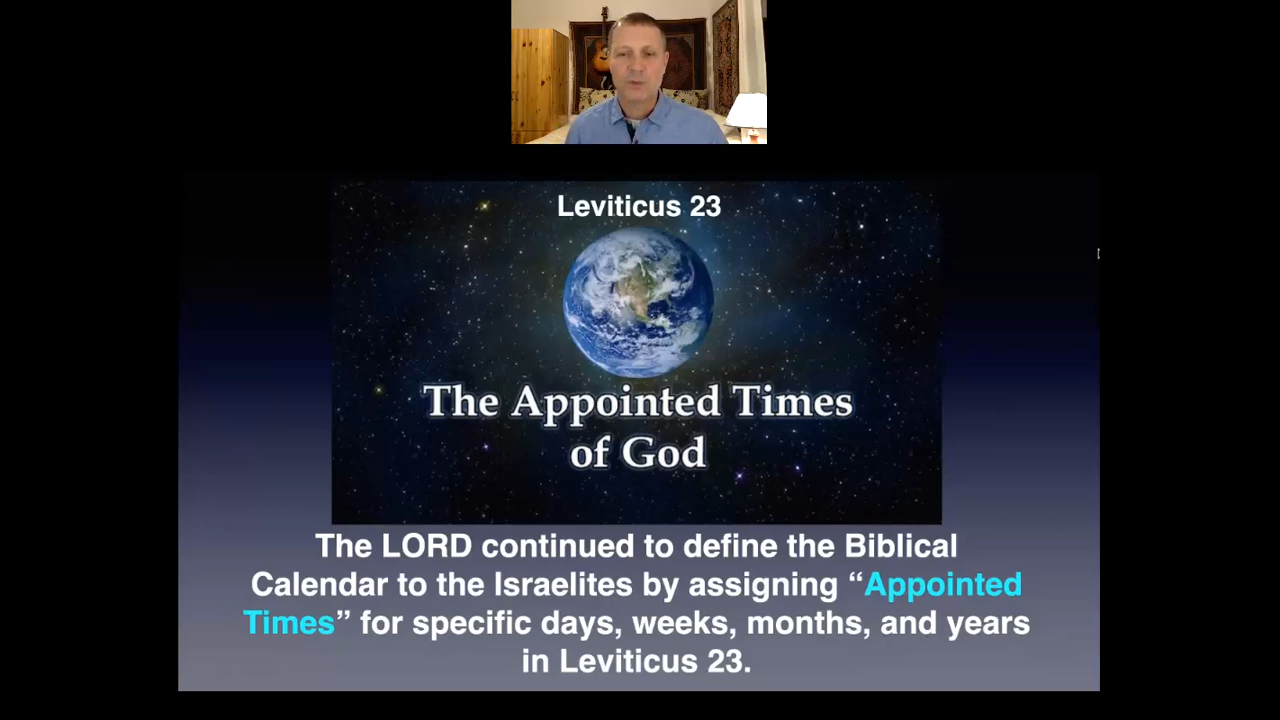 Leviticus 23
The Appointed Times
of God
The LORD continued to define the Biblical
Calendar to the Israelites by assigning “Appointed
Times” for specific days, weeks, months, and years
in Leviticus 23.